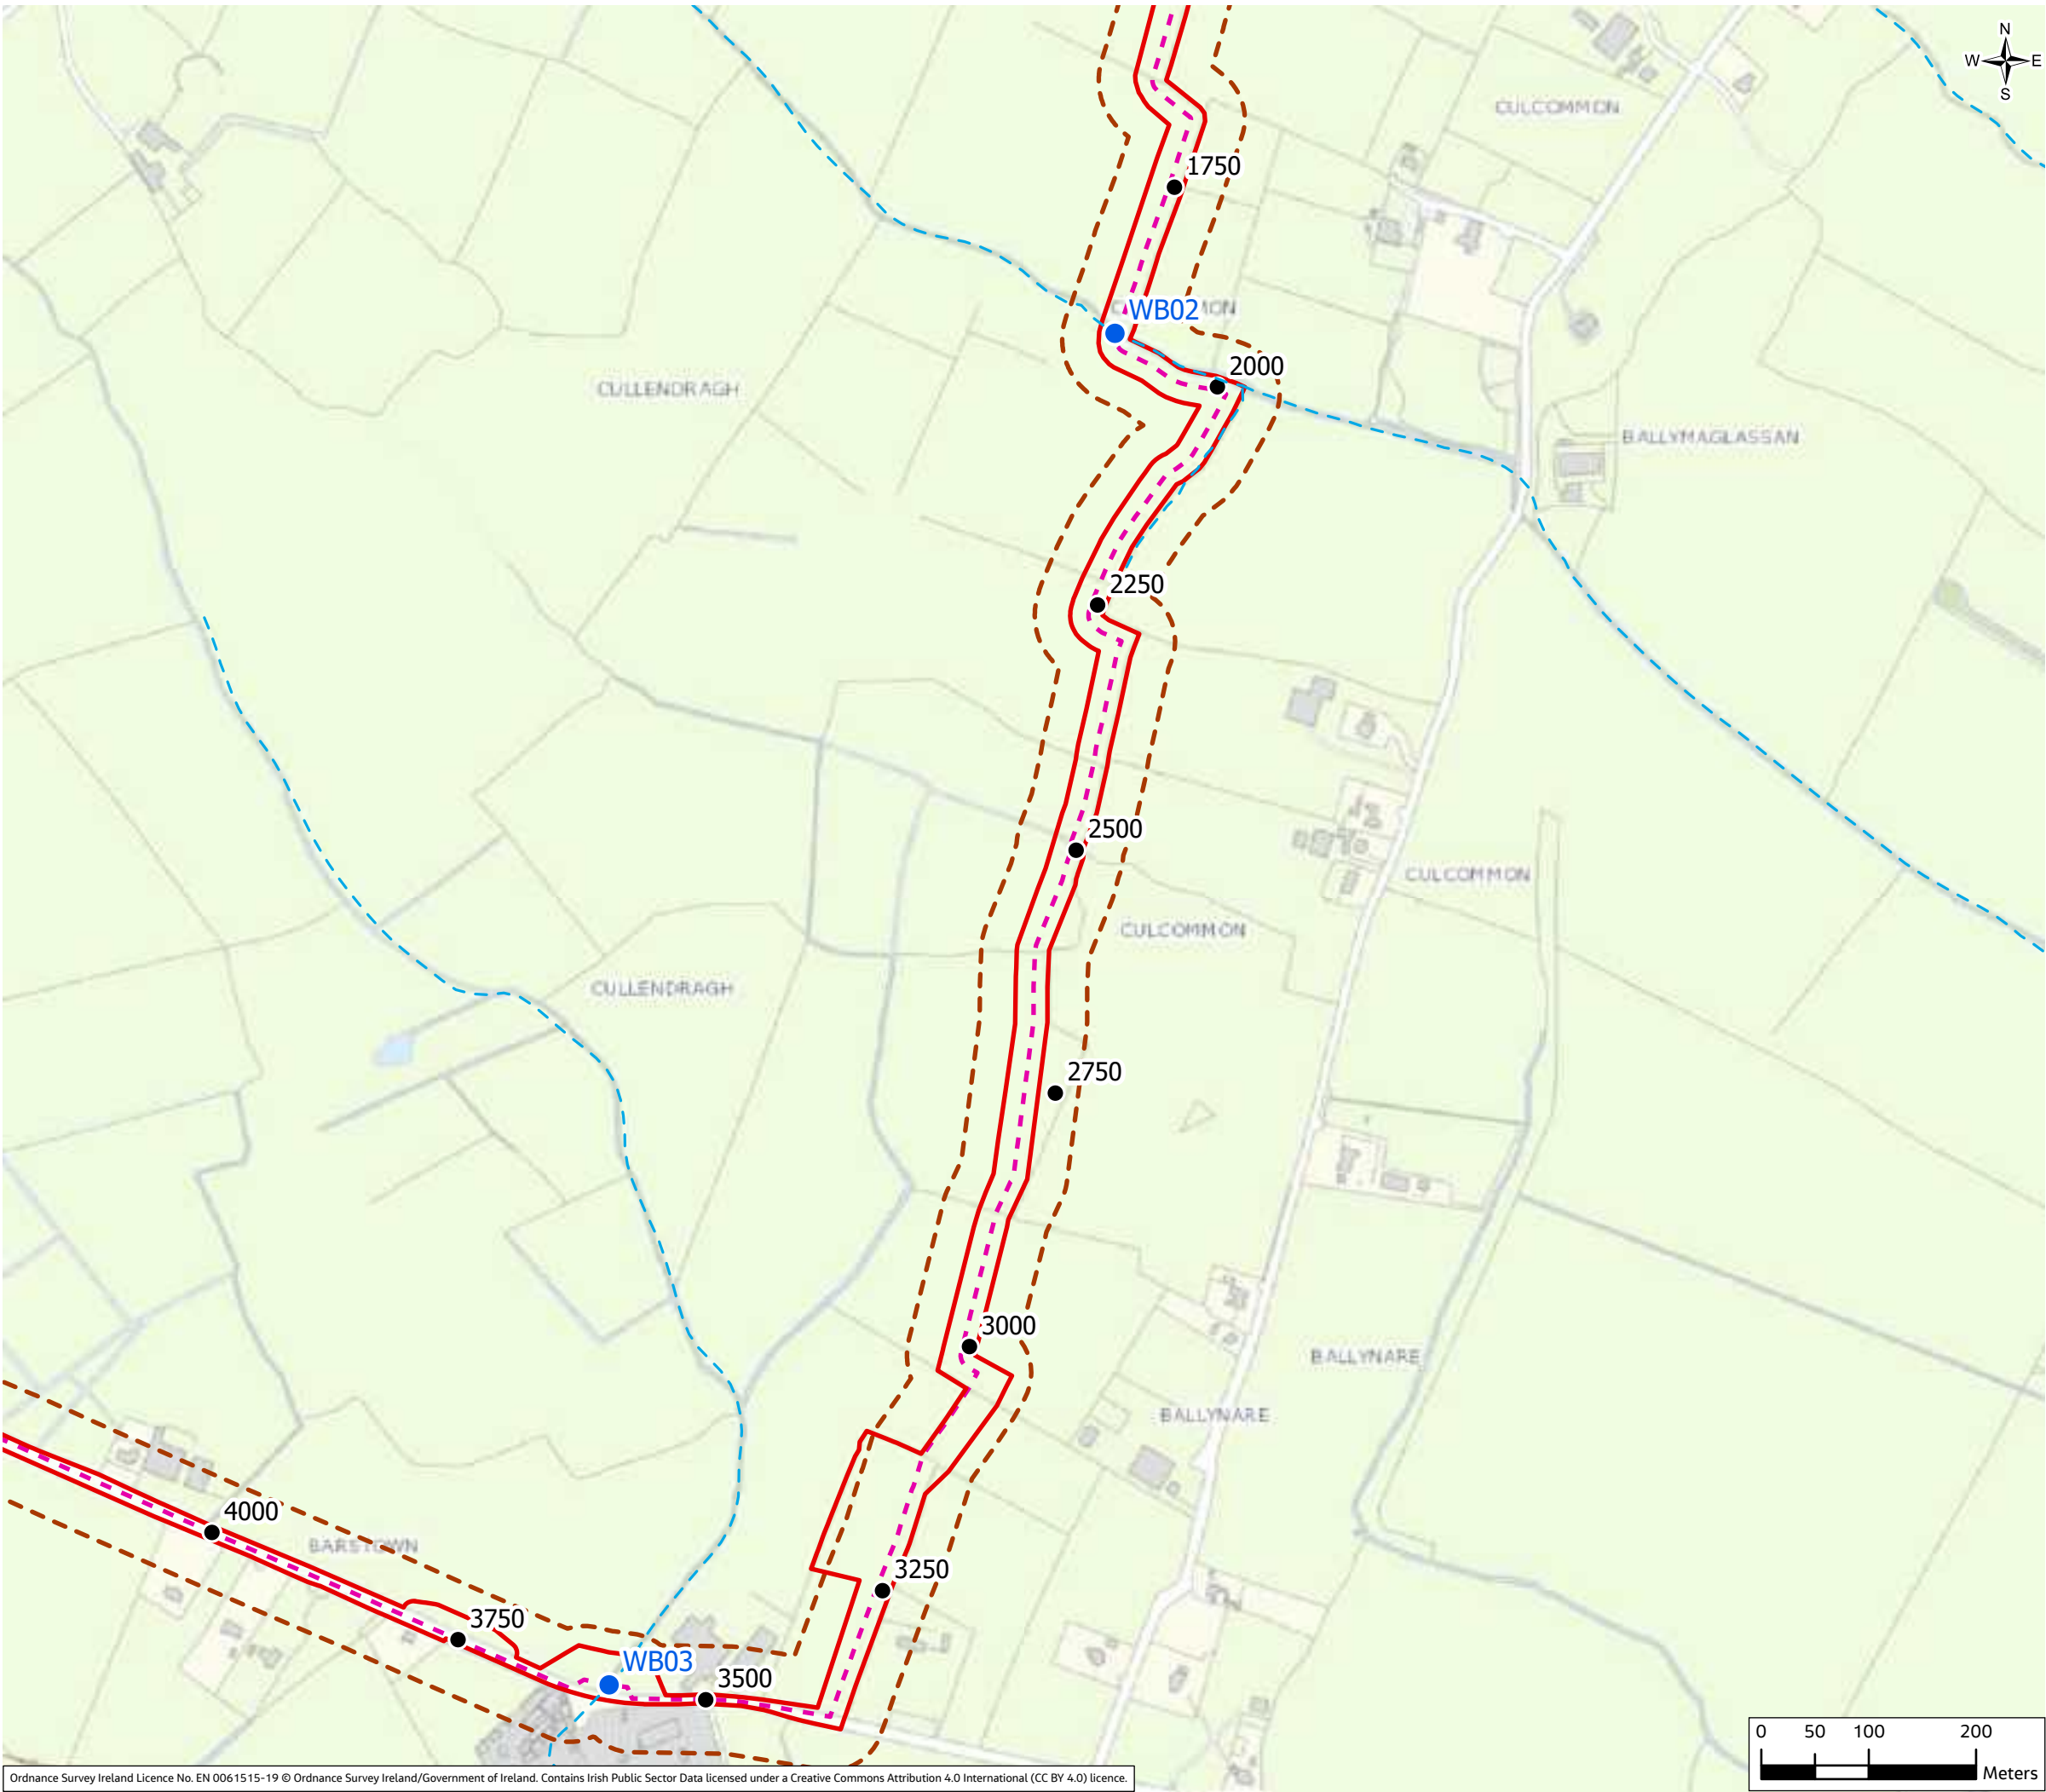 N
W E
S
CULCOMMON
1750
WB02
2000
CULLENDRAGH
BALLYMAGLASSAN
2250
2500
CULCOMMON
CULCOMMON
CULLENDRAGH
2750
3000
BALLYNARE
BALLYNARE
4000
BARSTOWN
3250
3750
WB03
3500
0 50 100 200
Meters
Ordnance Survey Ireland Licence No. EN 0061515-19 © Ordnance Survey Ireland/Government of Ireland. Contains Irish Public Sector Data licensed under a Creative Commons Attribution 4.0 International (CC BY 4.0) licence.